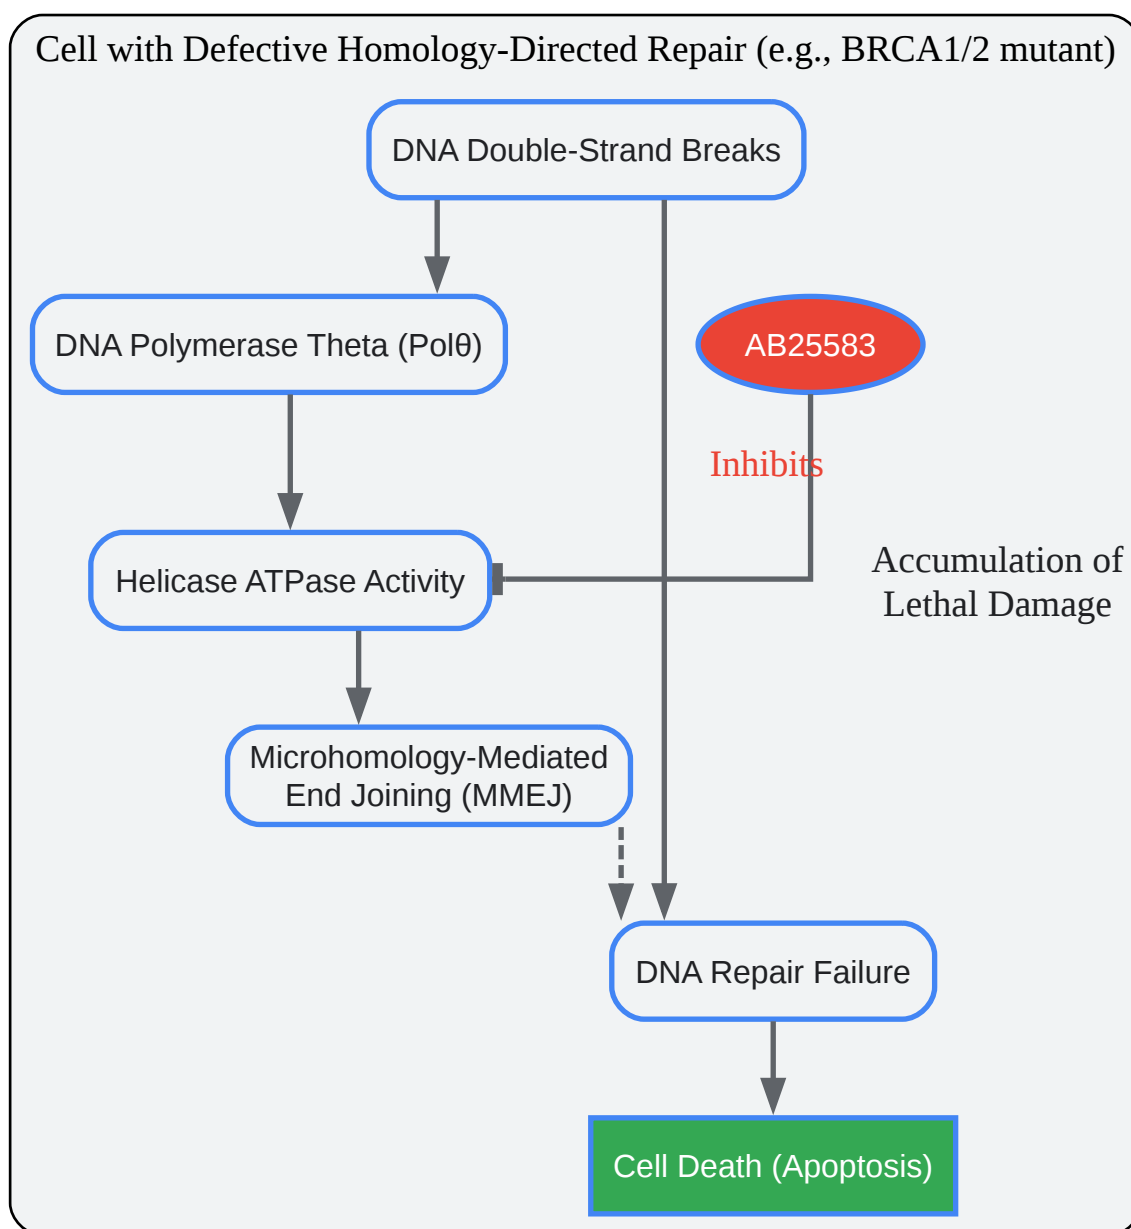 Cell with Defective Homology-Directed Repair (e.g., BRCA1/2 mutant)
DNA Double-Strand Breaks
DNA Polymerase Theta (Polθ)
AB25583
Inhibits
Helicase ATPase Activity
Accumulation of
Lethal Damage
Microhomology-Mediated
End Joining (MMEJ)
DNA Repair Failure
Cell Death (Apoptosis)